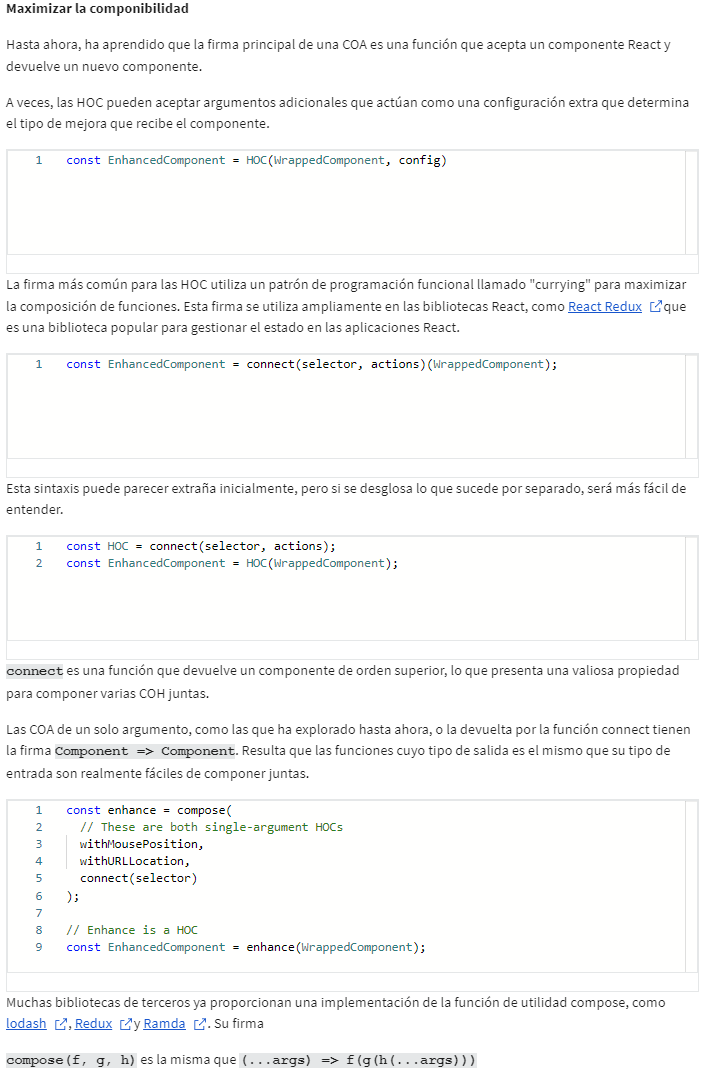 Maximizar la componibilidad
Hasta ahora, ha aprendido que la firma principal de una COA es una función que acepta un componente React y
devuelve un nuevo componente.
A veces, las HOC pueden aceptar argumentos adicionales que actúan como una configuración extra que determina
el tipo de mejora que recibe el componente.
1 const EnhancedComponent = HOC(WrappedComponent, config)
La firma más común para las HOC utiliza un patrón de programación funcional llamado "currying" para maximizar
la composición de funciones. Esta firma se utiliza ampliamente en las bibliotecas React, como React Redux que
es una biblioteca popular para gestionar el estado en las aplicaciones React.
1 const EnhancedComponent = connect(selector, actions)(WrappedComponent);
Esta sintaxis puede parecer extraña inicialmente, pero si se desglosa lo que sucede por separado, será más fácil de
entender.
1 const HOC = connect(selector, actions);
2 const EnhancedComponent = HOC(WrappedComponent);
connect es una función que devuelve un componente de orden superior, lo que presenta una valiosa propiedad
para componer varias COH juntas.
Las COA de un solo argumento, como las que ha explorado hasta ahora, o la devuelta por la función connect tienen
la firma Component => Component. Resulta que las funciones cuyo tipo de salida es el mismo que su tipo de
entrada son realmente fáciles de componer juntas.
1 const enhance = compose(
2 // These are both single-argument HOCs
3 withMousePosition,
4 withURLLocation,
5 connect(selector)
6 );
7
8 // Enhance is a HOC
9 const EnhancedComponent = enhance(WrappedComponent);
Muchas bibliotecas de terceros ya proporcionan una implementación de la función de utilidad compose, como
lodash , Redux y Ramda . Su firma
compose(f, g, h) es la misma que (...args) => f(g(h(...args)))